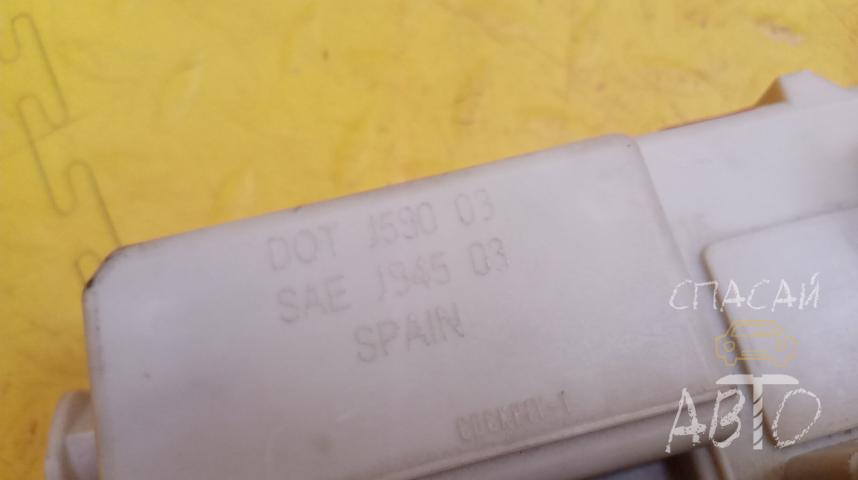 DOT J590 03
SAE J945 03
SPAIN
СПАСАЙ
АВТО